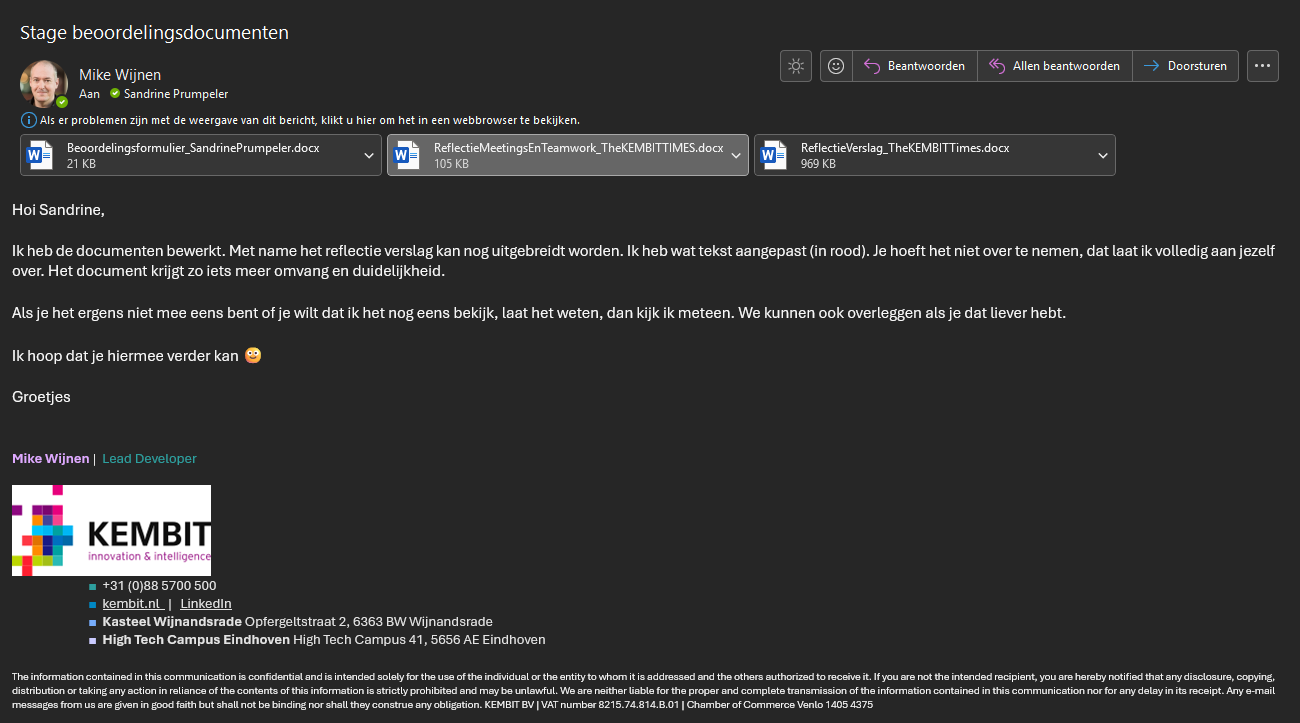 Stage beoordelingsdocumenten
Mike Wijnen
Aan Sandrine Prumpeler
Beantwoorden
Allen beantwoorden
Doorsturen
Als er problemen zijn met de weergave van dit bericht, klikt u hier om het in een webbrowser te bekijken.
Beoordelingsformulier_SandrinePrumpeler.docx
21 KB
ReflectieMeetingsEnTeamwork_TheKEMBITTIMES.docx
105 KB
ReflectieVerslag_TheKEMBITTimes.docx
969 KB
Hoi Sandrine,
Ik heb de documenten bewerkt. Met name het reflectie verslag kan nog uitgebreidt worden. Ik heb wat tekst aangepast (in rood). Je hoeft het niet over te nemen, dat laat ik volledig aan jezelf
over. Het document krijgt zo iets meer omvang en duidelijkheid.
Als je het ergens niet mee eens bent of je wilt dat ik het nog eens bekijk, laat het weten, dan kijk ik meteen. We kunnen ook overleggen als je dat liever hebt.
Ik hoop dat je hiermee verder kan
Groetjes
Mike Wijnen | Lead Developer
KEMBIT
innovation & intelligence
+31 (0)88 5700 500
kembit.nl | LinkedIn
Kasteel Wijnandsrade Opfergeltstraat 2, 6363 BW Wijnandsrade
High Tech Campus Eindhoven High Tech Campus 41, 5656 AE Eindhoven
The information contained in this communication is confidential and is intended solely for the use of the individual or the entity to whom it is addressed and the others authorized to receive it. If you are not the intended recipient, you are hereby notified that any disclosure, copying,
distribution or taking any action in reliance of the contents of this information is strictly prohibited and may be unlawful. We are neither liable for the proper and complete transmission of the information contained in this communication nor for any delay in its receipt. Any e-mail
messages from us are given in good faith but shall not be binding nor shall they construe any obligation. KEMBIT BV | VAT number 8215.74.814.B.01 | Chamber of Commerce Venlo 1405 4375